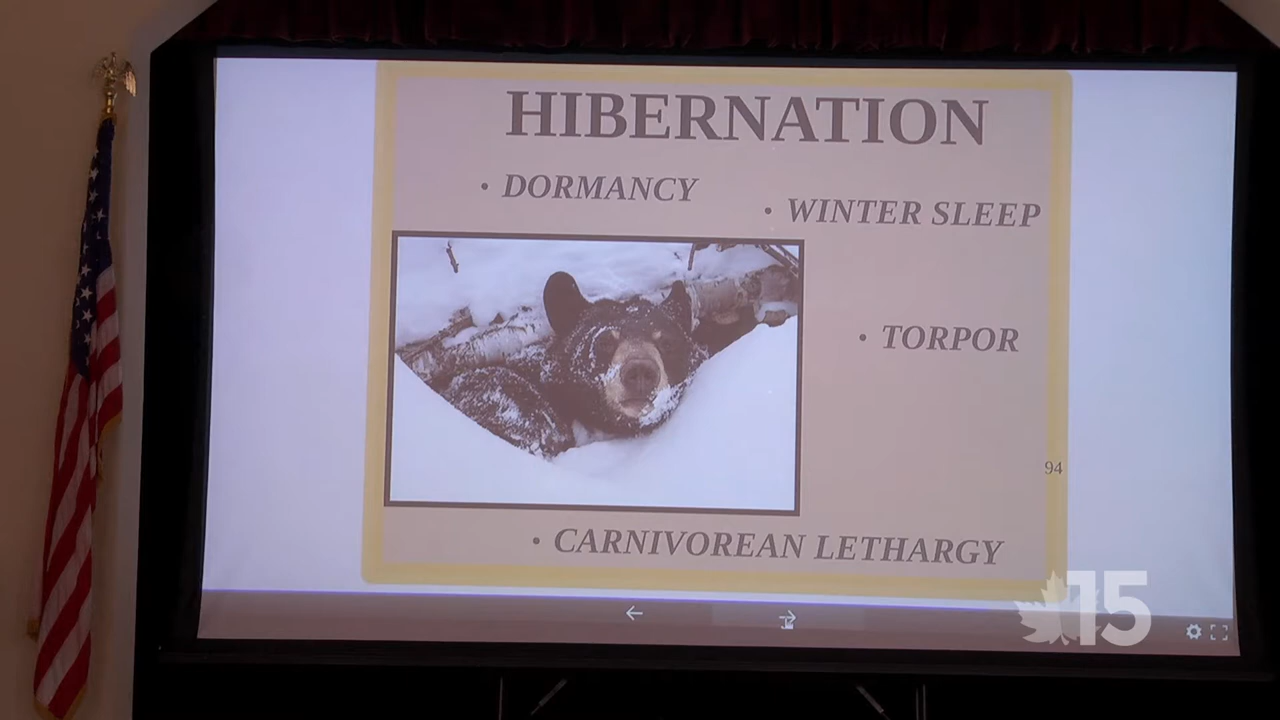 HIBERNATION
• DORMANCY
• WINTER SLEEP
• TORPOR
94
• CARNIVOREAN LETHARGY
15